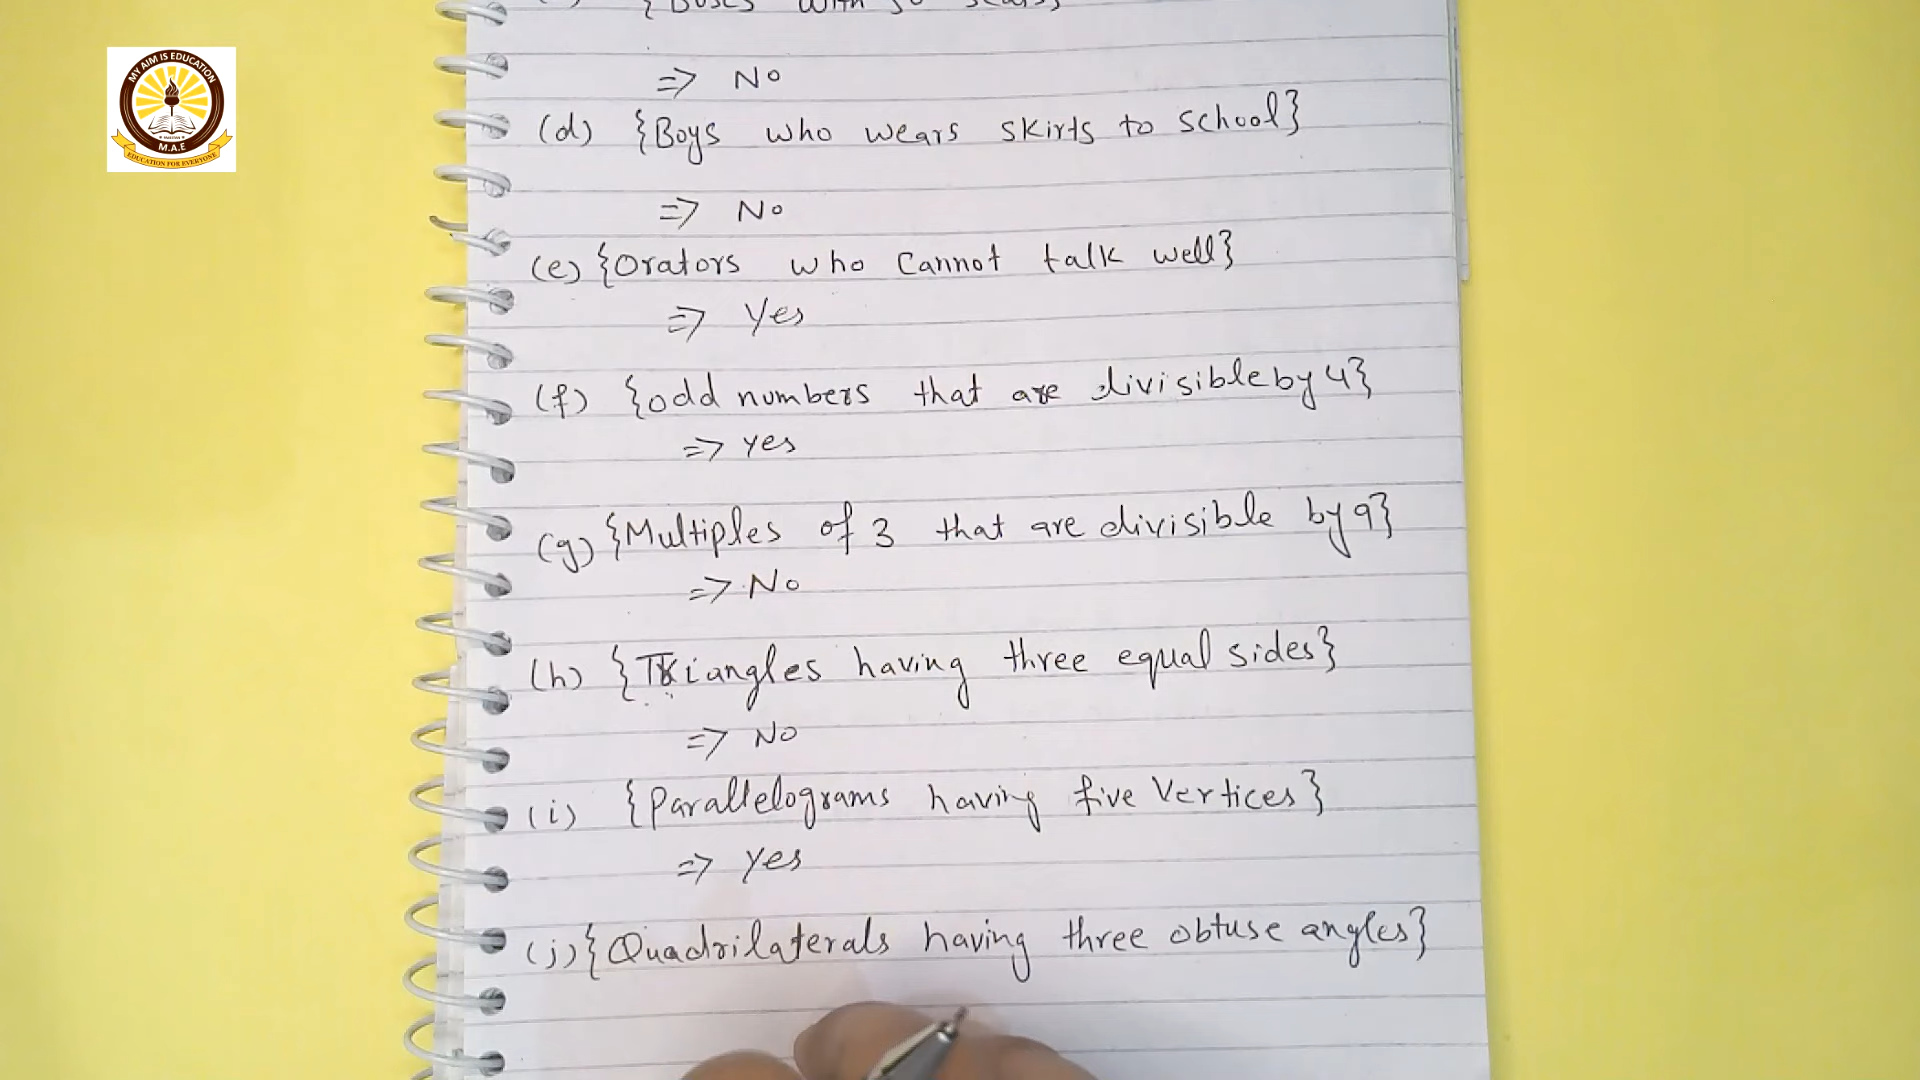 MY AIM IS EDUCATION
M.A.E
EDUCATION FOR EVERYONE
=> No
(d) {Boys who wears skirts to school}
=> No
(e) {Orators who cannot talk well}
=> Yes
(f) {odd numbers that are divisible by 4}
=> yes
(g) {Multiples of 3 that are divisible by 9}
=> No
(h) {Triangles having three equal sides}
=> No
(i) {Parallelograms having five vertices}
=> yes
(j) {Quadrilaterals having three obtuse angles}